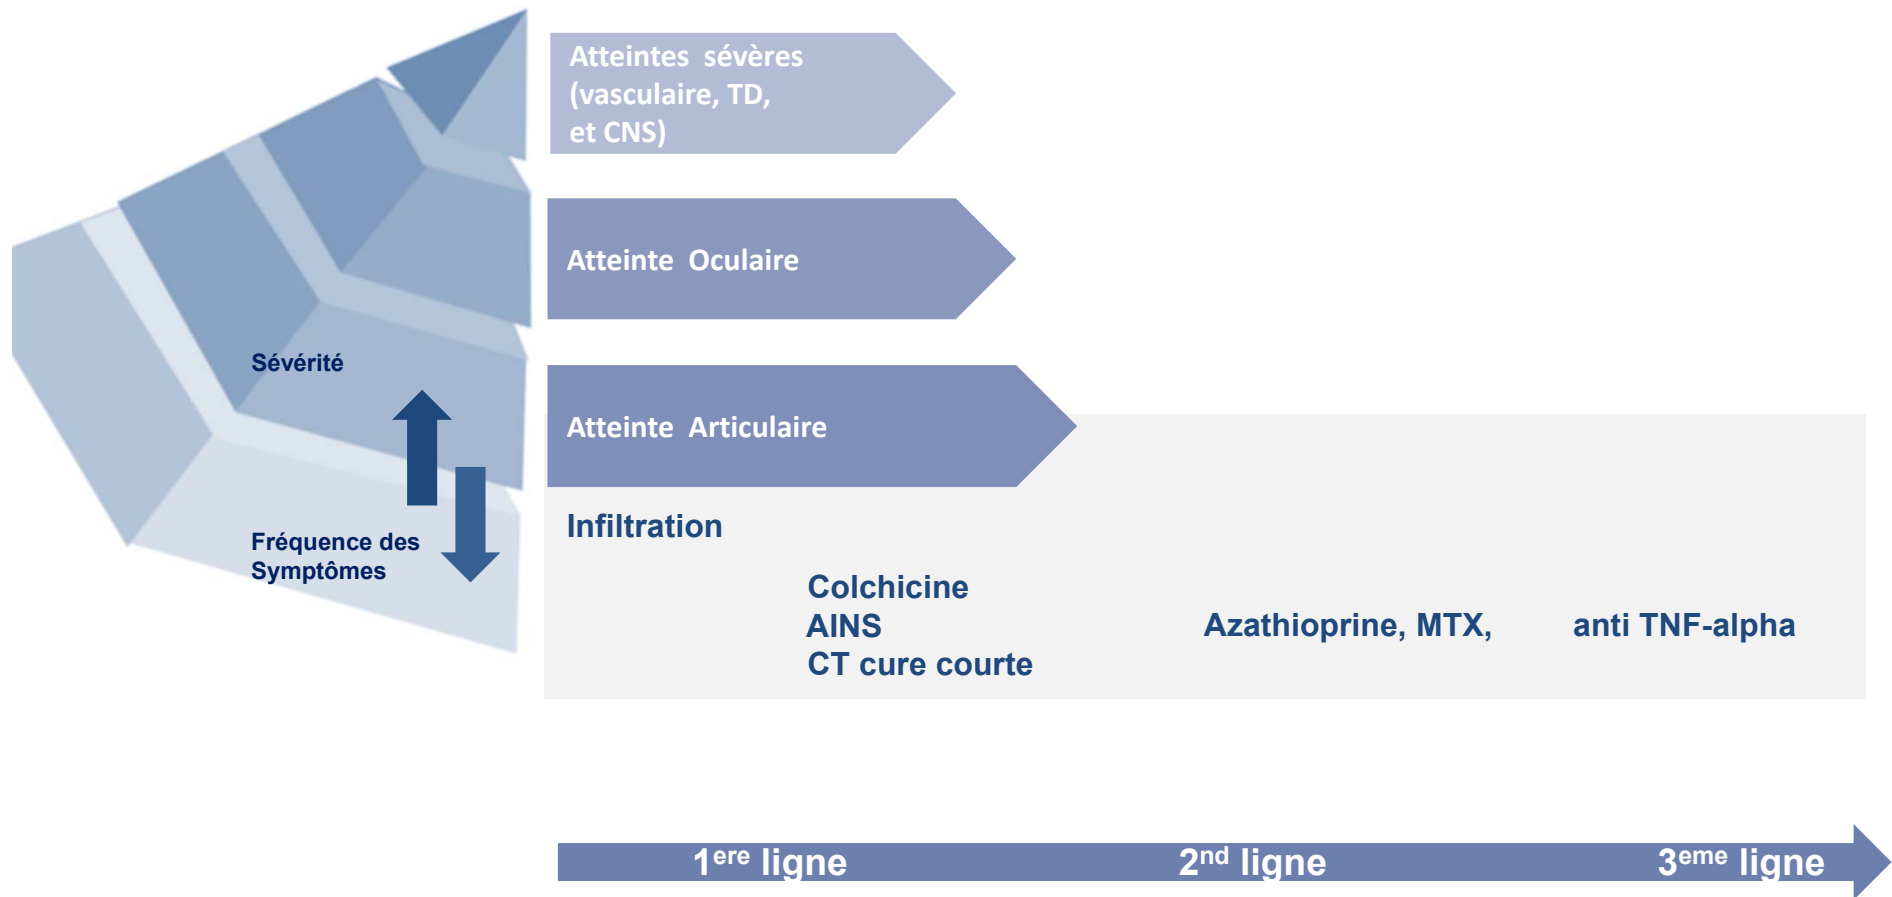 Atteintes sévères
(vasculaire, TD,
et CNS)
Atteinte Oculaire
Sévérité
Atteinte Articulaire
Infiltration
Fréquence des
Symptômes
Colchicine
AINS
CT cure courte
Azathioprine, MTX, anti TNF-alpha
1ere ligne 2nd ligne 3eme ligne